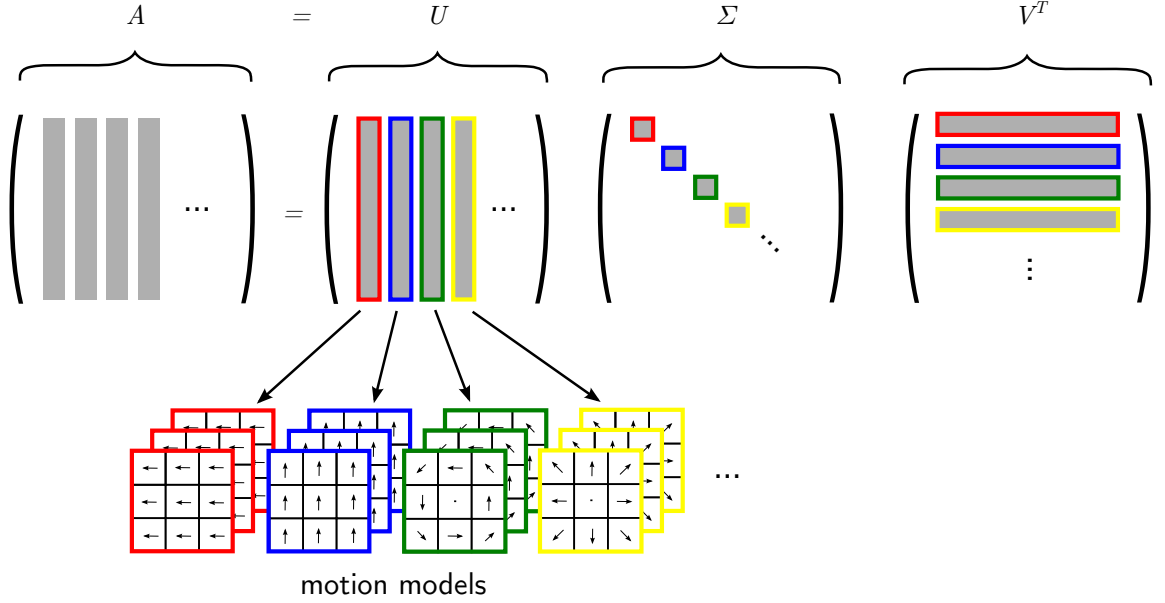 A = U Σ V^T
... = ... ⋱ ⋮
...
motion models